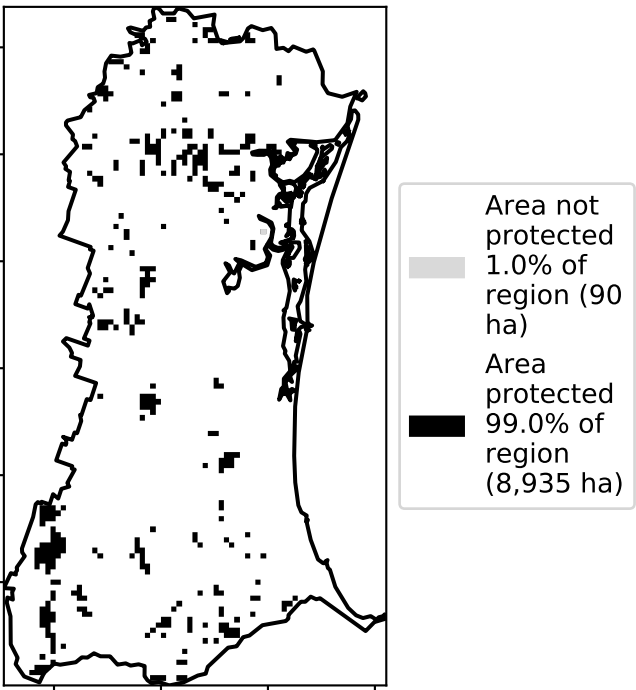 Area not
protected
1.0% of
region (90
ha)
Area
protected
99.0% of
region
(8,935 ha)